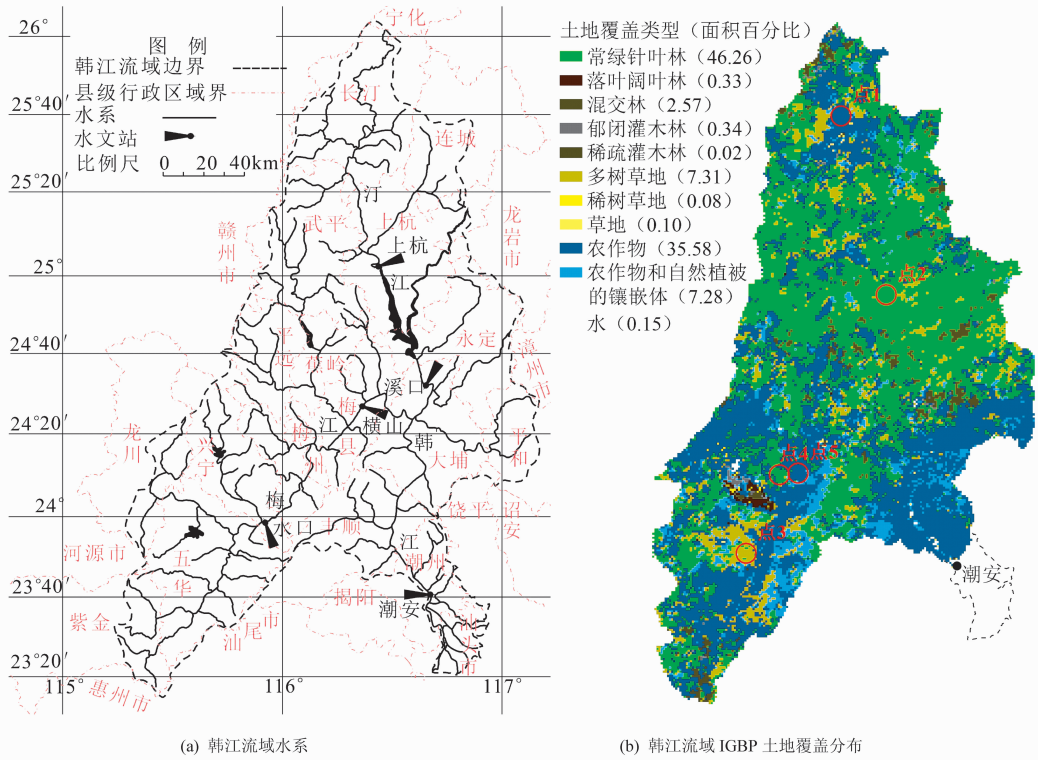 26°
25°40′
25°20′
25°
24°40′
24°20′
24°
23°40′
23°20′
115°
116°
117°
图 例
韩江流域边界
县级行政区域界
水系
水文站
比例尺 0 20 40km
宁化
长汀
连城
汀
武平
上杭
上杭
江
龙岩市
赣州市
永定
漳州市
平远
蕉岭
溪口
梅县
横山
江
韩
梅州
大埔
平和
龙川
兴宁
梅
水口
丰顺
饶平
诏安
河源市
五华
江
潮州
揭阳
潮安
紫金
汕尾市
汕头市
惠州市
(a) 韩江流域水系
土地覆盖类型（面积百分比）
常绿针叶林（46.26）
落叶阔叶林（0.33）
混交林（2.57）
郁闭灌木林（0.34）
稀疏灌木林（0.02）
多树草地（7.31）
稀树草地（0.08）
草地（0.10）
农作物（35.58）
农作物和自然植被
的镶嵌体（7.28）
水（0.15）
点1
点2
点4点5
点3
潮安
(b) 韩江流域 IGBP 土地覆盖分布